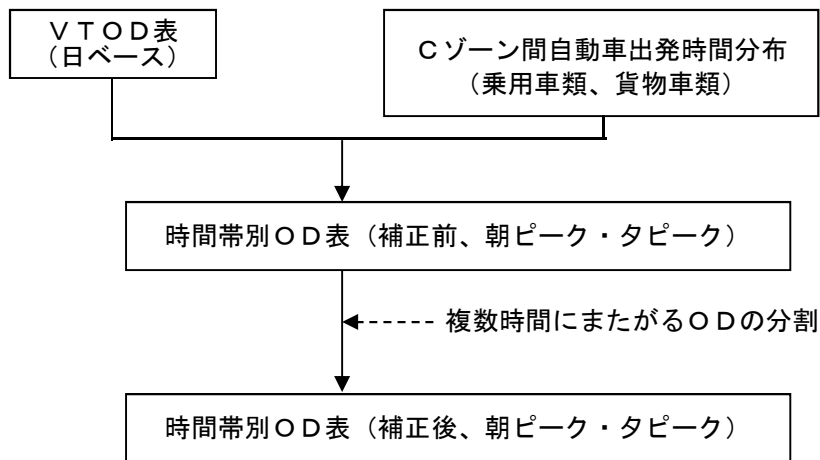 ＶＴＯＤ表
（日ベース）
Ｃゾーン間自動車出発時間分布
（乗用車類、貨物車類）
時間帯別ＯＤ表（補正前、朝ピーク・夕ピーク）
複数時間にまたがるＯＤの分割
時間帯別ＯＤ表（補正後、朝ピーク・夕ピーク）